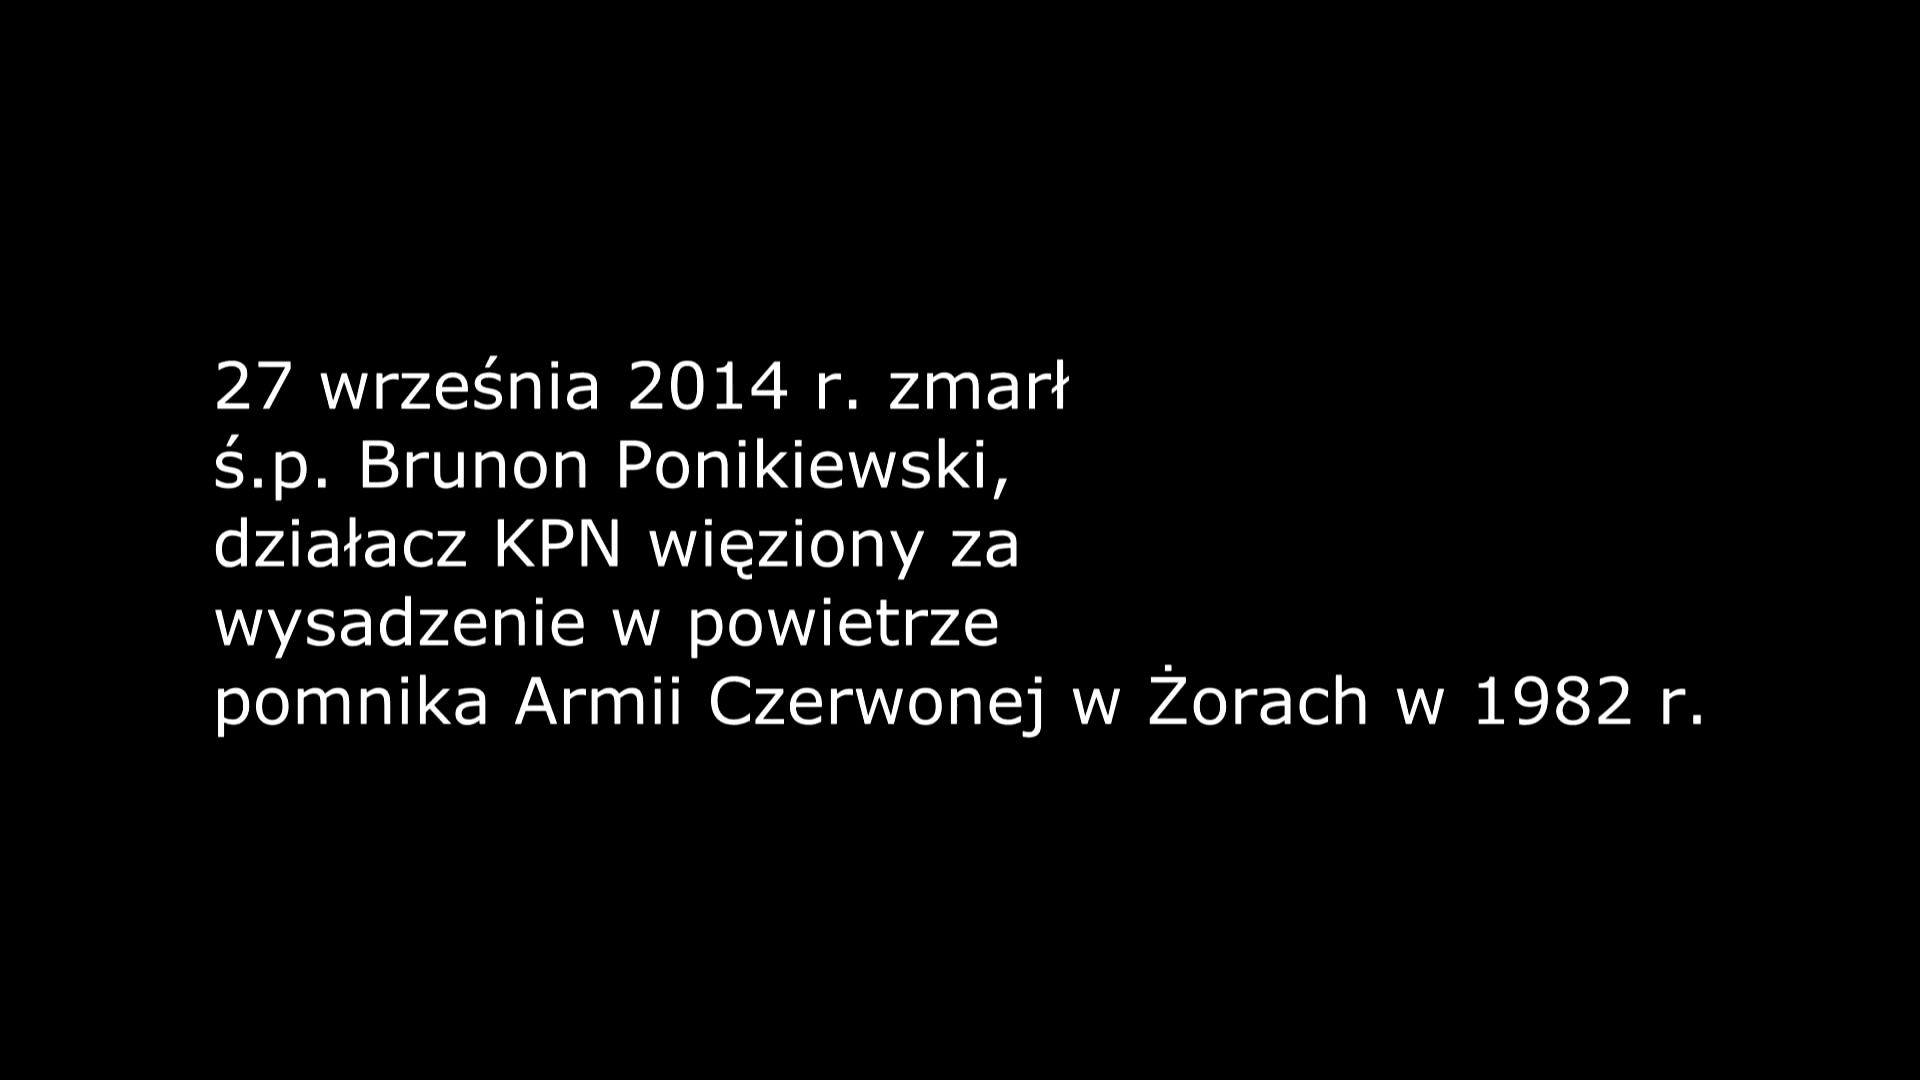 27 września 2014 r. zmarł
ś.p. Brunon Ponikiewski,
działacz KPN więziony za
wysadzenie w powietrze
pomnika Armii Czerwonej w Żorach w 1982 r.